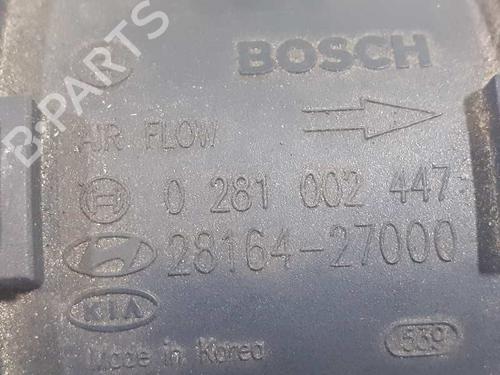 BOSCH
AIR FLOW
0 281 002 447
28164-27000
KIA
Made in Korea
539
B-PARTS